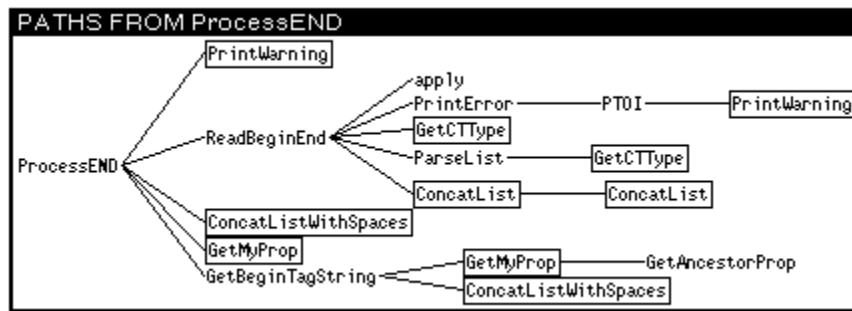 PATHS FROM ProcessEND
PrintWarning
apply
PrintError PTOI PrintWarning
GetCTType
ReadBeginEnd
ParseList GetCTType
ProcessEND
ConcatList ConcatList
ConcatListWithSpaces
GetMyProp
GetMyProp GetAncestorProp
GetBeginTagString
ConcatListWithSpaces